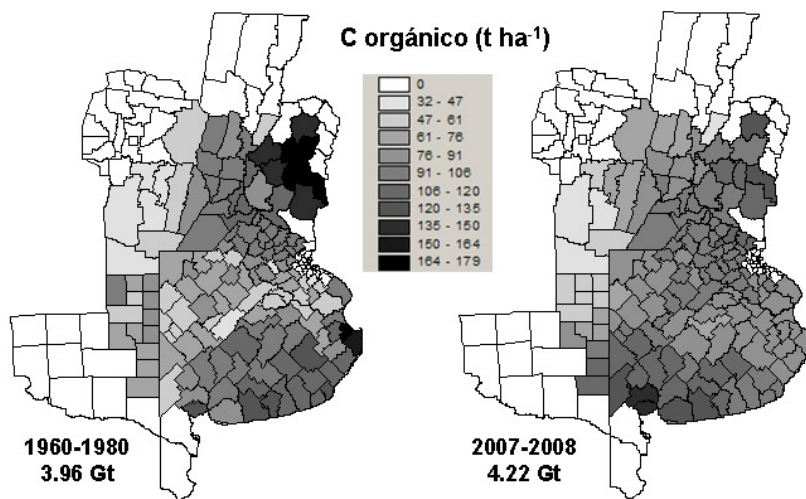 C orgánico (t ha-1)
0
32 - 47
47 - 61
61 - 76
76 - 91
91 - 106
106 - 120
120 - 135
135 - 150
150 - 164
164 - 179
1960-1980
3.96 Gt
2007-2008
4.22 Gt